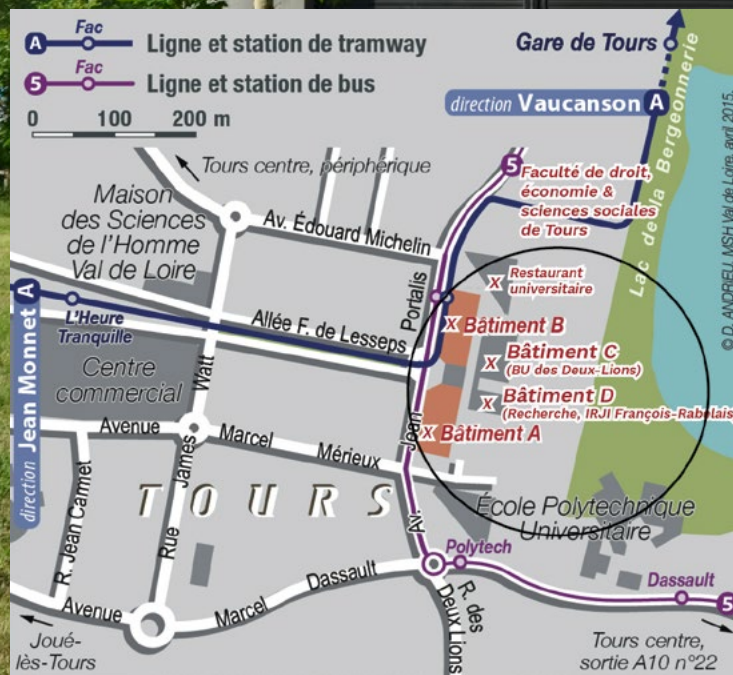 Fac
A Ligne et station de tramway
Fac
5 Ligne et station de bus
0 100 200 m
Gare de Tours
direction Vaucanson A
Lac de la Bergeonnerie
© D. ANDRIEU, MSH Val de Loire, avril 2015.
Tours centre, périphérique
5
Faculté de droit,
économie &
sciences sociales
de Tours
Maison
des Sciences
de l'Homme
Val de Loire
Av. Édouard Michelin
Portalis
X Restaurant
universitaire
A
L'Heure
Tranquille
direction Jean Monnet
Allée F. de Lesseps
X Bâtiment B
Centre
commercial
Watt
X Bâtiment C
(BU des Deux-Lions)
X Bâtiment D
(Recherche, IRJI François-Rabelais)
Jean
X Bâtiment A
Avenue Marcel Mérieux
James
Rue
R. Jean Carmet
TOURS
Av.
École Polytechnique
Universitaire
Polytech
Dassault
5
Avenue Marcel Dassault
R. des
Deux Lions
Joué-
lès-Tours
Tours centre,
sortie A10 n°22